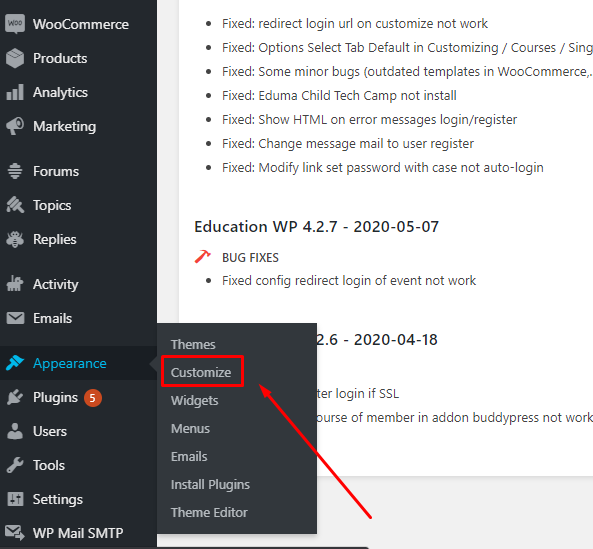 WooCommerce
Products
Analytics
Marketing
Forums
Topics
Replies
Activity
Emails
Appearance
Plugins 5
Users
Tools
Settings
WP Mail SMTP
Themes
Customize
Widgets
Menus
Emails
Install Plugins
Theme Editor
Fixed: redirect login url on customize not work
Fixed: Options Select Tab Default in Customizing / Courses / Sing
Fixed: Some minor bugs (outdated templates in WooCommerce,..
Fixed: Eduma Child Tech Camp not install
Fixed: Show HTML on error messages login/register
Fixed: Change message mail to user register
Fixed: Modify link set password with case not auto-login
Education WP 4.2.7 - 2020-05-07
BUG FIXES
Fixed config redirect login of event not work
2.6 - 2020-04-18
ter login if SSL
ourse of member in addon buddypress not work